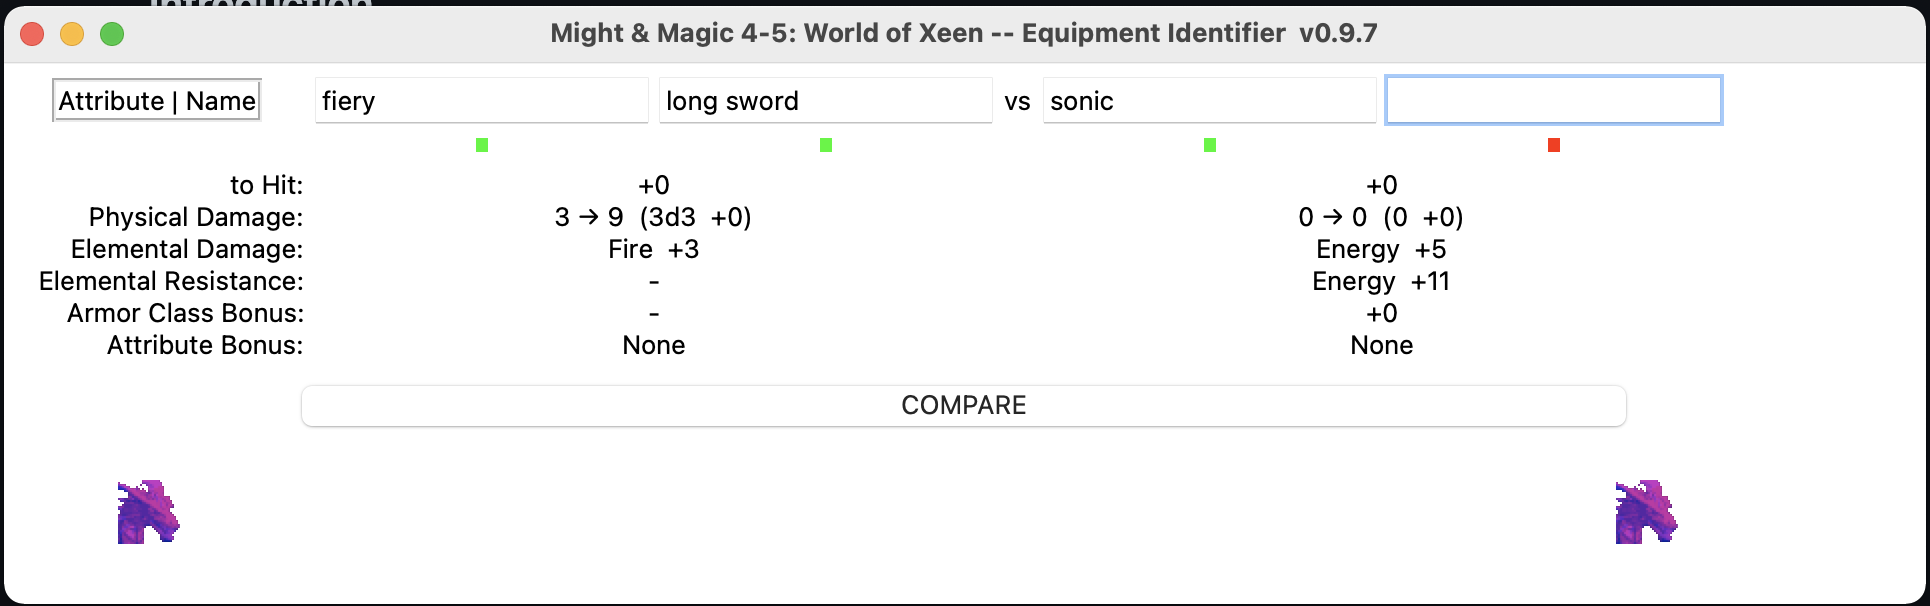 Introduction
Might & Magic 4-5: World of Xeen -- Equipment Identifier v0.9.7
Attribute | Name fiery long sword vs sonic
to Hit: +0 +0
Physical Damage: 3 → 9 (3d3 +0) 0 → 0 (0 +0)
Elemental Damage: Fire +3 Energy +5
Elemental Resistance: - Energy +11
Armor Class Bonus: - +0
Attribute Bonus: None None
COMPARE